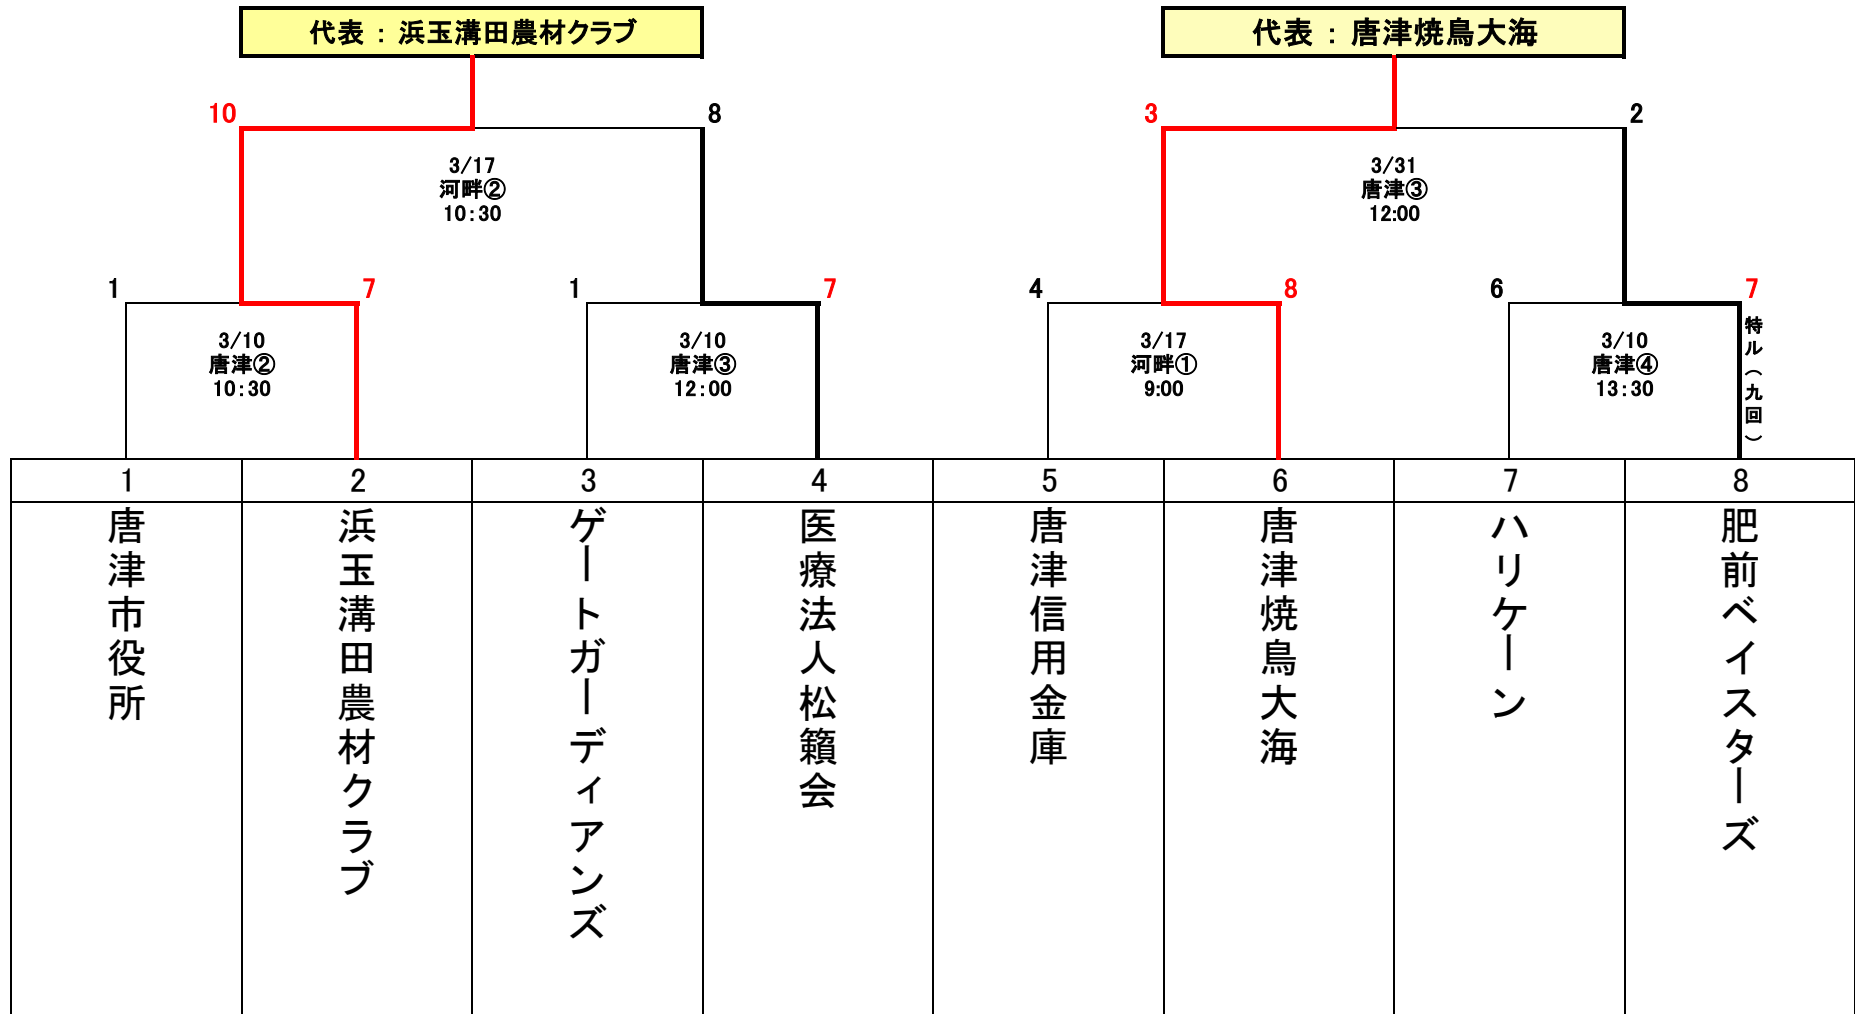 代表：浜玉溝田農材クラブ
代表：唐津焼鳥大海
10
8
3
2
3/17
河畔②
10:30
3/31
唐津③
12:00
1
7
1
7
4
8
6
7
3/10
唐津②
10:30
3/10
唐津③
12:00
3/17
河畔①
9:00
3/10
唐津④
13:30
特ル（九回）
1
2
3
4
5
6
7
8
唐津市役所
浜玉溝田農材クラブ
ゲートガーディアンズ
医療法人松籟会
唐津信用金庫
唐津焼鳥大海
ハリケーン
肥前ベイスターズ